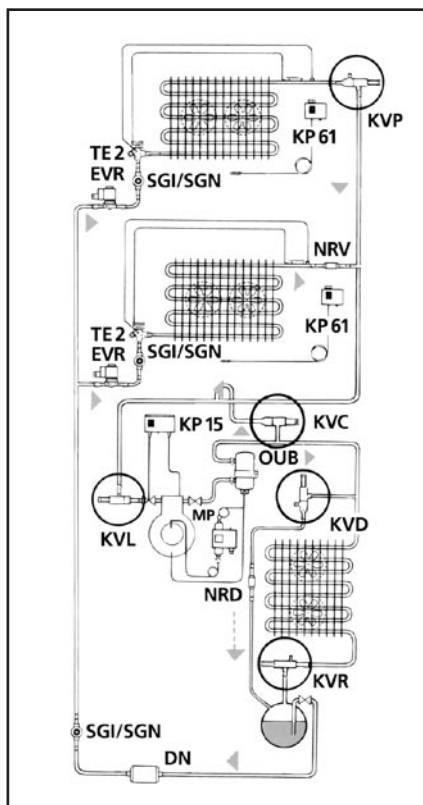 KP 61
KVP
TE 2
EVR
SGI/SGN
NRV
KP 61
TE 2
EVR
SGI/SGN
KP 15
KVC
OUB
KVL
MP
KVD
NRD
KVR
SGI/SGN
DN